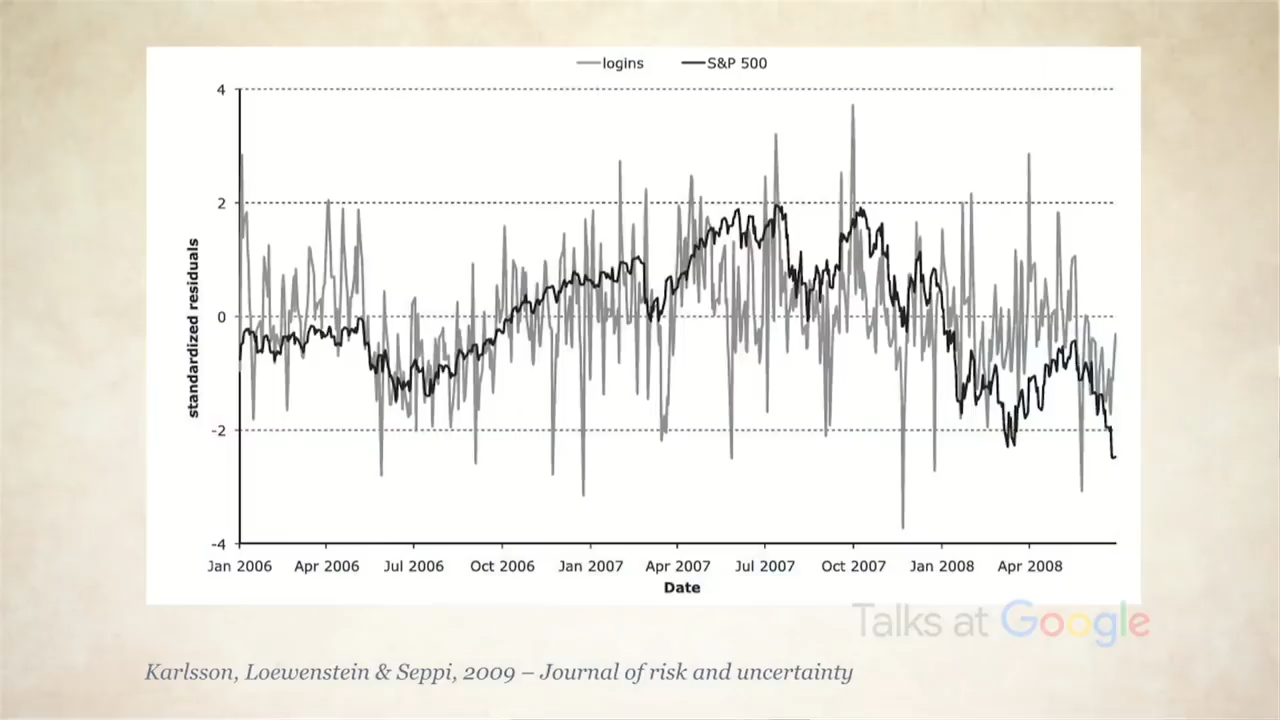 logins S&P 500
4
2
0
-2
-4
standardized residuals
Jan 2006 Apr 2006 Jul 2006 Oct 2006 Jan 2007 Apr 2007 Jul 2007 Oct 2007 Jan 2008 Apr 2008
Date
Talks at Google
Karlsson, Loewenstein & Seppi, 2009 – Journal of risk and uncertainty